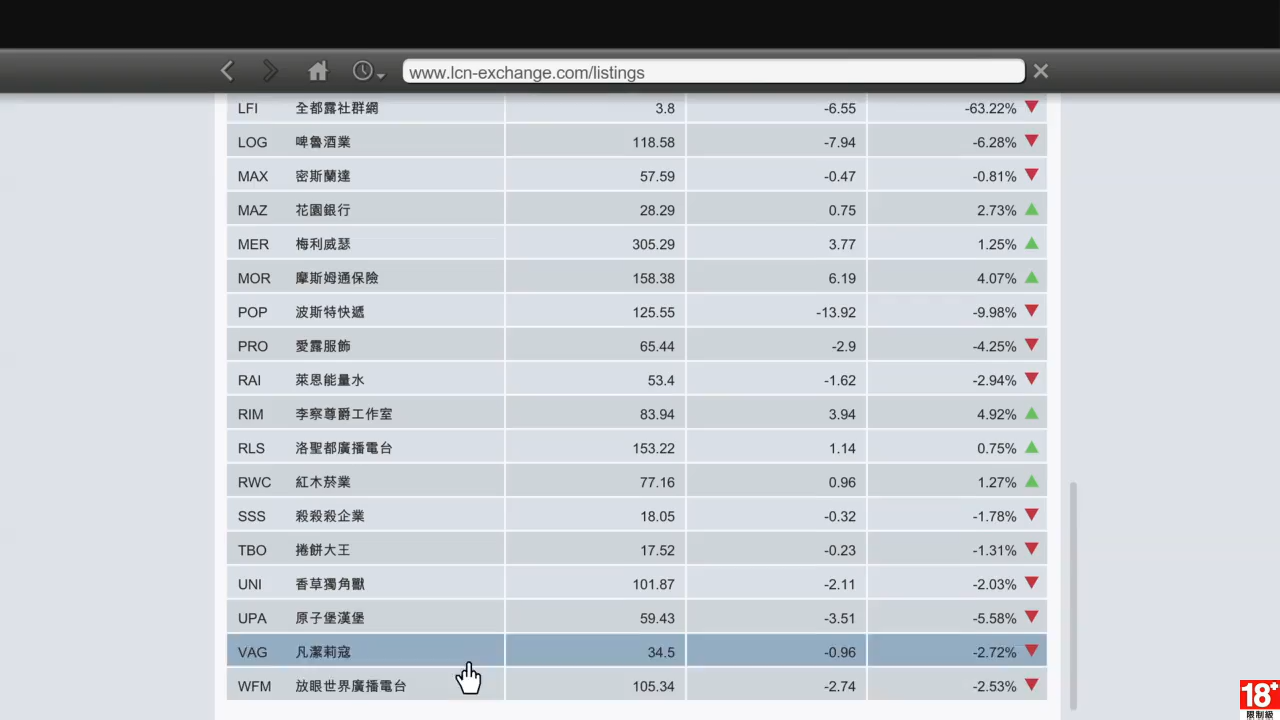 www.lcn-exchange.com/listings
LFI 全都露社群網 3.8 -6.55 -63.22%
LOG 啤魯酒業 118.58 -7.94 -6.28%
MAX 密斯蘭達 57.59 -0.47 -0.81%
MAZ 花園銀行 28.29 0.75 2.73%
MER 梅利威瑟 305.29 3.77 1.25%
MOR 摩斯姆通保險 158.38 6.19 4.07%
POP 波斯特快遞 125.55 -13.92 -9.98%
PRO 愛露服飾 65.44 -2.9 -4.25%
RAI 萊恩能量水 53.4 -1.62 -2.94%
RIM 李察尊爵工作室 83.94 3.94 4.92%
RLS 洛聖都廣播電台 153.22 1.14 0.75%
RWC 紅木菸業 77.16 0.96 1.27%
SSS 殺殺殺企業 18.05 -0.32 -1.78%
TBO 捲餅大王 17.52 -0.23 -1.31%
UNI 香草獨角獸 101.87 -2.11 -2.03%
UPA 原子堡漢堡 59.43 -3.51 -5.58%
VAG 凡潔莉寇 34.5 -0.96 -2.72%
WFM 放眼世界廣播電台 105.34 -2.74 -2.53%
18+
限制級